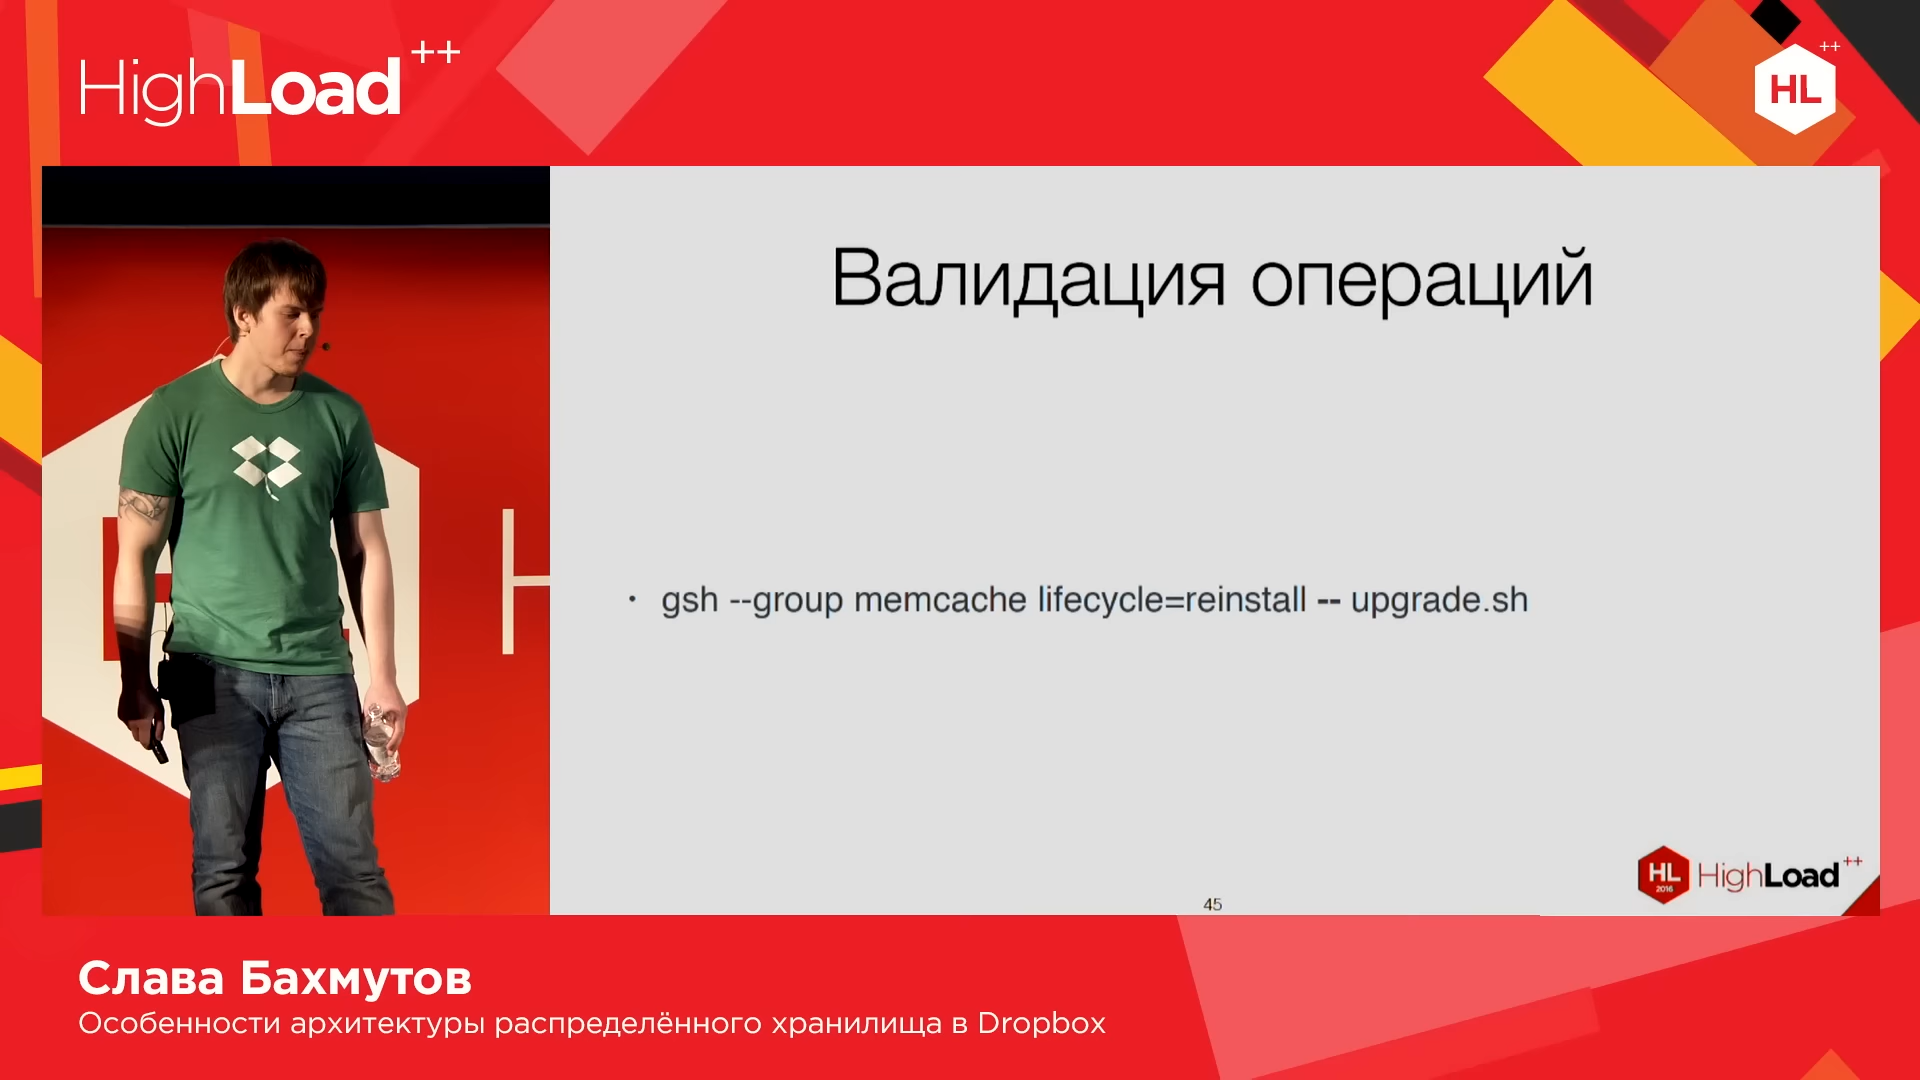 HighLoad++
HL++
Валидация операций
• gsh --group memcache lifecycle=reinstall -- upgrade.sh
HL
2016
HighLoad++
45
H
Слава Бахмутов
Особенности архитектуры распределённого хранилища в Dropbox